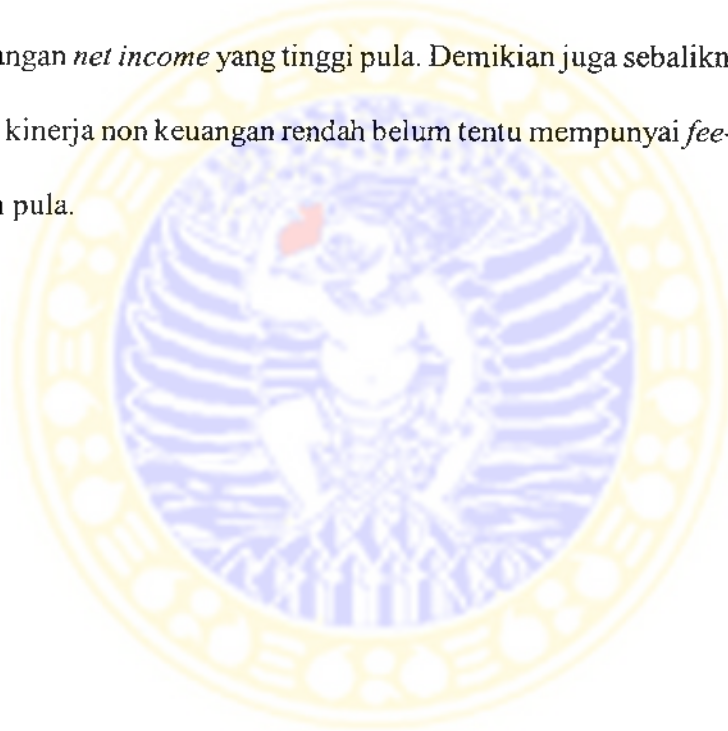 angan net income yang tinggi pula. Demikian juga sebalikn
kinerja non keuangan rendah belum tentu mempunyai fee-
pula.